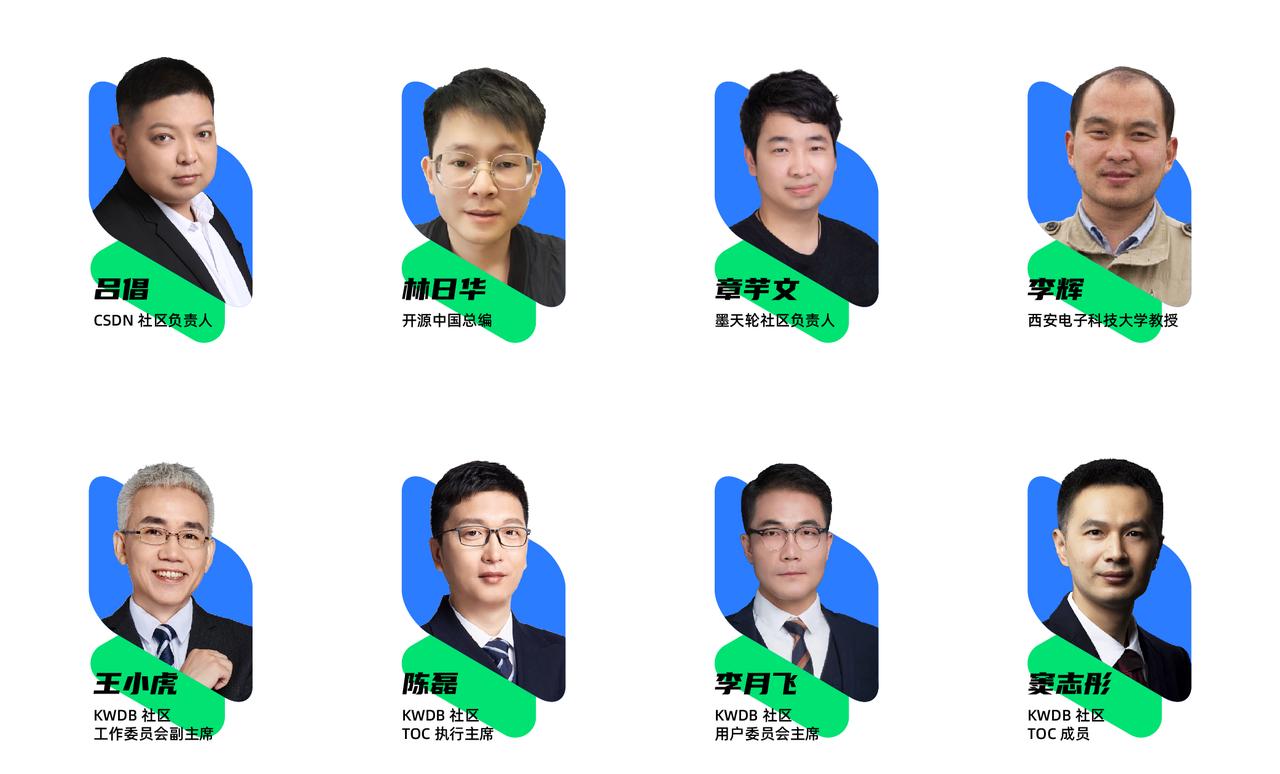 吕倡
CSDN 社区负责人
林日华
开源中国总编
章芋文
墨天轮社区负责人
李辉
西安电子科技大学教授
王小虎
KWDB 社区
工作委员会副主席
陈磊
KWDB 社区
TOC 执行主席
李月飞
KWDB 社区
用户委员会主席
窦志彤
KWDB 社区
TOC 成员